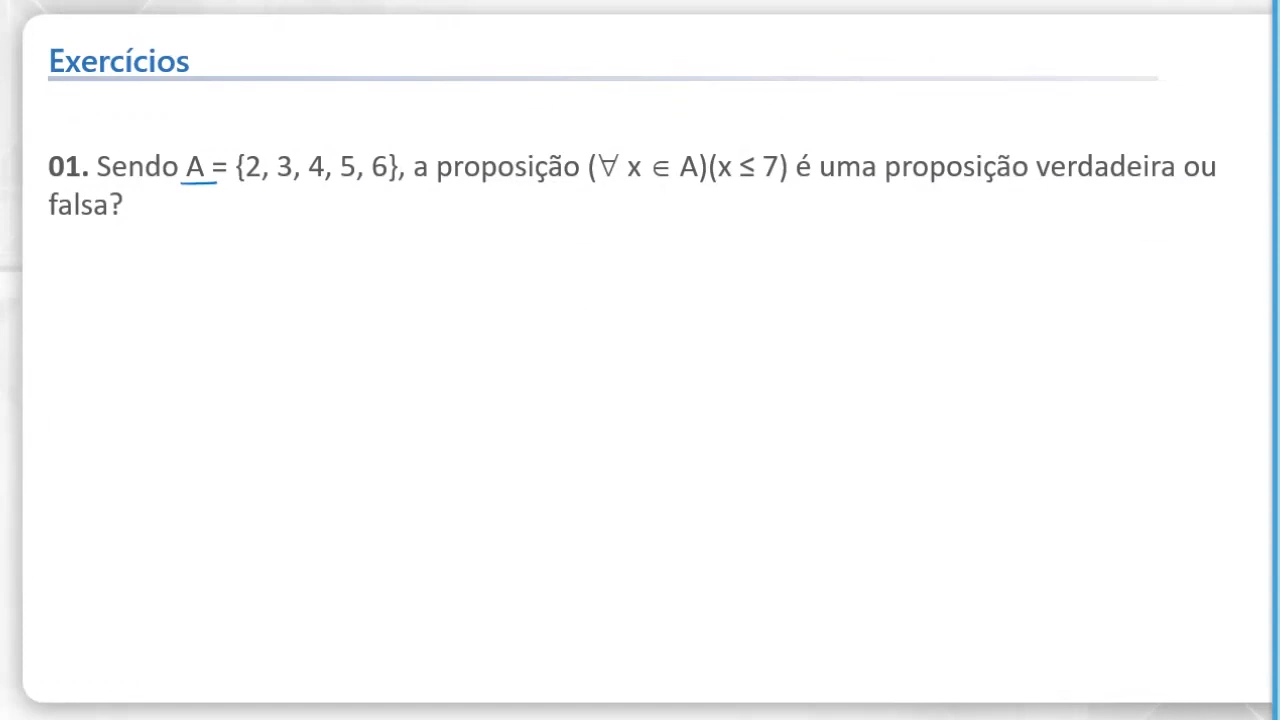 Exercícios
01. Sendo A = {2, 3, 4, 5, 6}, a proposição (∀ x ∈ A)(x ≤ 7) é uma proposição verdadeira ou
falsa?